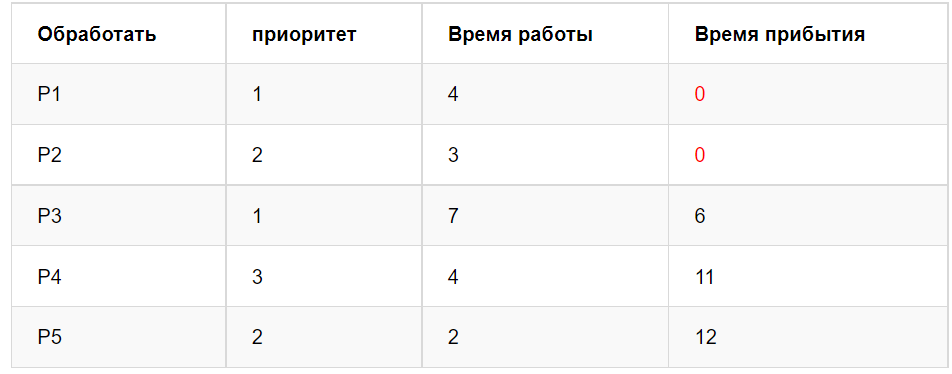 Обработать приоритет Время работы Время прибытия
P1 1 4 0
P2 2 3 0
P3 1 7 6
P4 3 4 11
P5 2 2 12